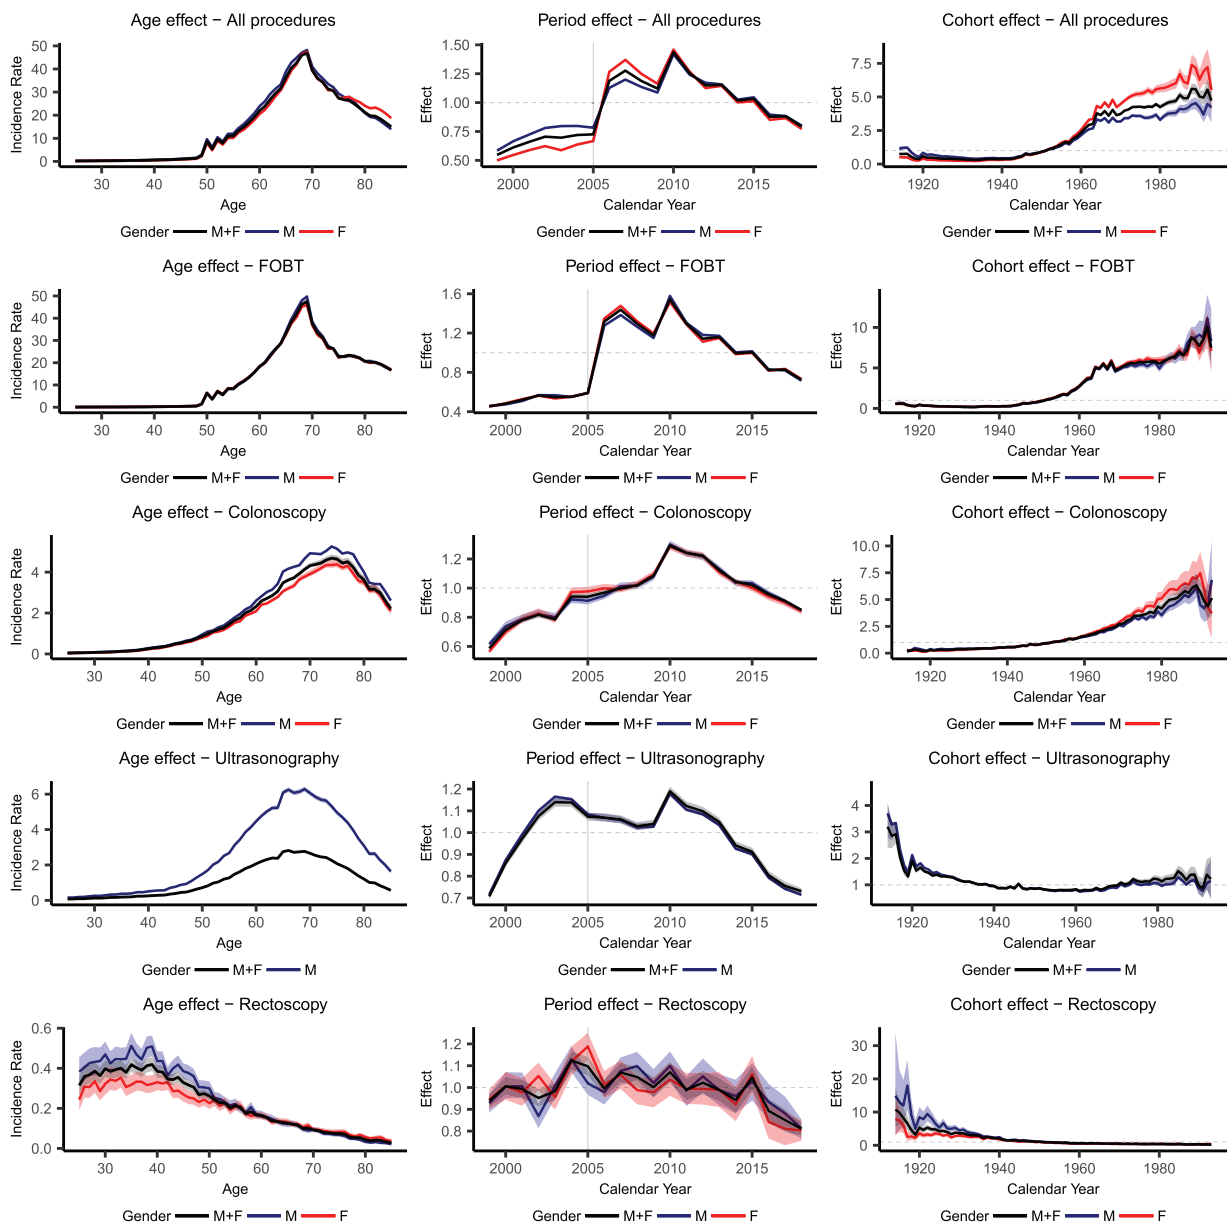 Age effect − All procedures
Incidence Rate
50
40
30
20
10
0
30 40 50 60 70 80
Age
Gender M+F M F
Period effect − All procedures
Effect
1.50
1.25
1.00
0.75
0.50
2000 2005 2010 2015
Calendar Year
Gender M+F M F
Cohort effect − All procedures
Effect
7.5
5.0
2.5
0.0
1920 1940 1960 1980
Calendar Year
Gender M+F M F
Age effect − FOBT
Incidence Rate
50
40
30
20
10
0
30 40 50 60 70 80
Age
Gender M+F M F
Period effect − FOBT
Effect
1.6
1.2
0.8
0.4
2000 2005 2010 2015
Calendar Year
Gender M+F M F
Cohort effect − FOBT
Effect
10
5
0
1920 1940 1960 1980
Calendar Year
Gender M+F M F
Age effect − Colonoscopy
Incidence Rate
4
2
0
30 40 50 60 70 80
Age
Gender M+F M F
Period effect − Colonoscopy
Effect
1.2
1.0
0.8
0.6
2000 2005 2010 2015
Calendar Year
Gender M+F M F
Cohort effect − Colonoscopy
Effect
10.0
7.5
5.0
2.5
0.0
1920 1940 1960 1980
Calendar Year
Gender M+F M F
Age effect − Ultrasonography
Incidence Rate
6
4
2
0
30 40 50 60 70 80
Age
Gender M+F M
Period effect − Ultrasonography
Effect
1.2
1.1
1.0
0.9
0.8
0.7
2000 2005 2010 2015
Calendar Year
Gender M+F M
Cohort effect − Ultrasonography
Effect
4
3
2
1
1920 1940 1960 1980
Calendar Year
Gender M+F M
Age effect − Rectoscopy
Incidence Rate
0.6
0.4
0.2
0.0
30 40 50 60 70 80
Age
Gender M+F M F
Period effect − Rectoscopy
Effect
1.2
1.1
1.0
0.9
0.8
2000 2005 2010 2015
Calendar Year
Gender M+F M F
Cohort effect − Rectoscopy
Effect
30
20
10
0
1920 1940 1960 1980
Calendar Year
Gender M+F M F